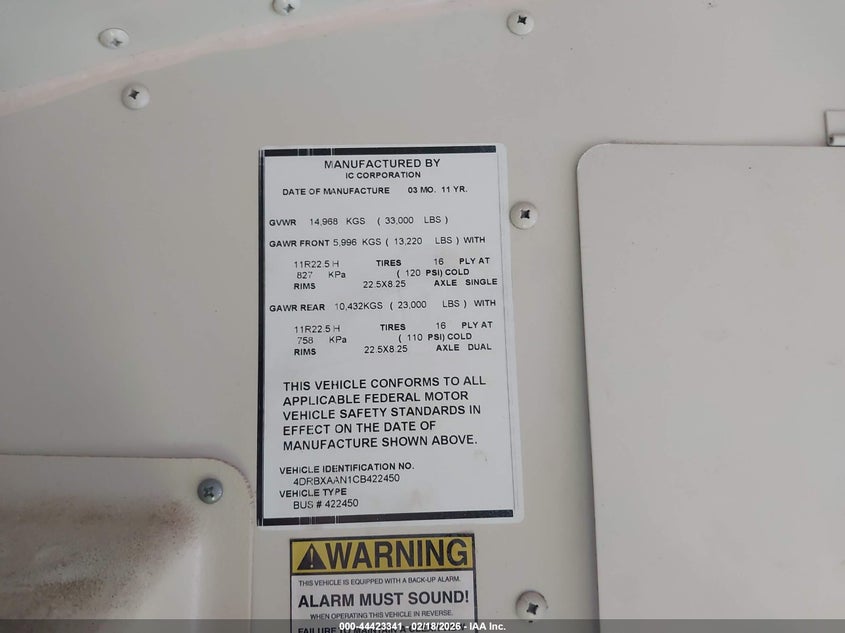 MANUFACTURED BY
IC CORPORATION
DATE OF MANUFACTURE 03 MO. 11 YR.
GVWR 14,968 KGS ( 33,000 LBS )
GAWR FRONT 5,996 KGS ( 13,220 LBS ) WITH
11R22.5 H TIRES 16 PLY AT
827 KPa ( 120 PSI) COLD
RIMS 22.5X8.25 AXLE SINGLE
GAWR REAR 10,432KGS ( 23,000 LBS ) WITH
11R22.5 H TIRES 16 PLY AT
758 KPa ( 110 PSI) COLD
RIMS 22.5X8.25 AXLE DUAL
THIS VEHICLE CONFORMS TO ALL
APPLICABLE FEDERAL MOTOR
VEHICLE SAFETY STANDARDS IN
EFFECT ON THE DATE OF
MANUFACTURE SHOWN ABOVE.
VEHICLE IDENTIFICATION NO.
4DRBXAAN1CB422450
VEHICLE TYPE
BUS # 422450
WARNING
THIS VEHICLE IS EQUIPPED WITH A BACK-UP ALARM.
ALARM MUST SOUND!
WHEN OPERATING THIS VEHICLE IN REVERSE.
FAILURE TO MAINTAIN A
000-44423341 - 02/18/2026 - IAA Inc.